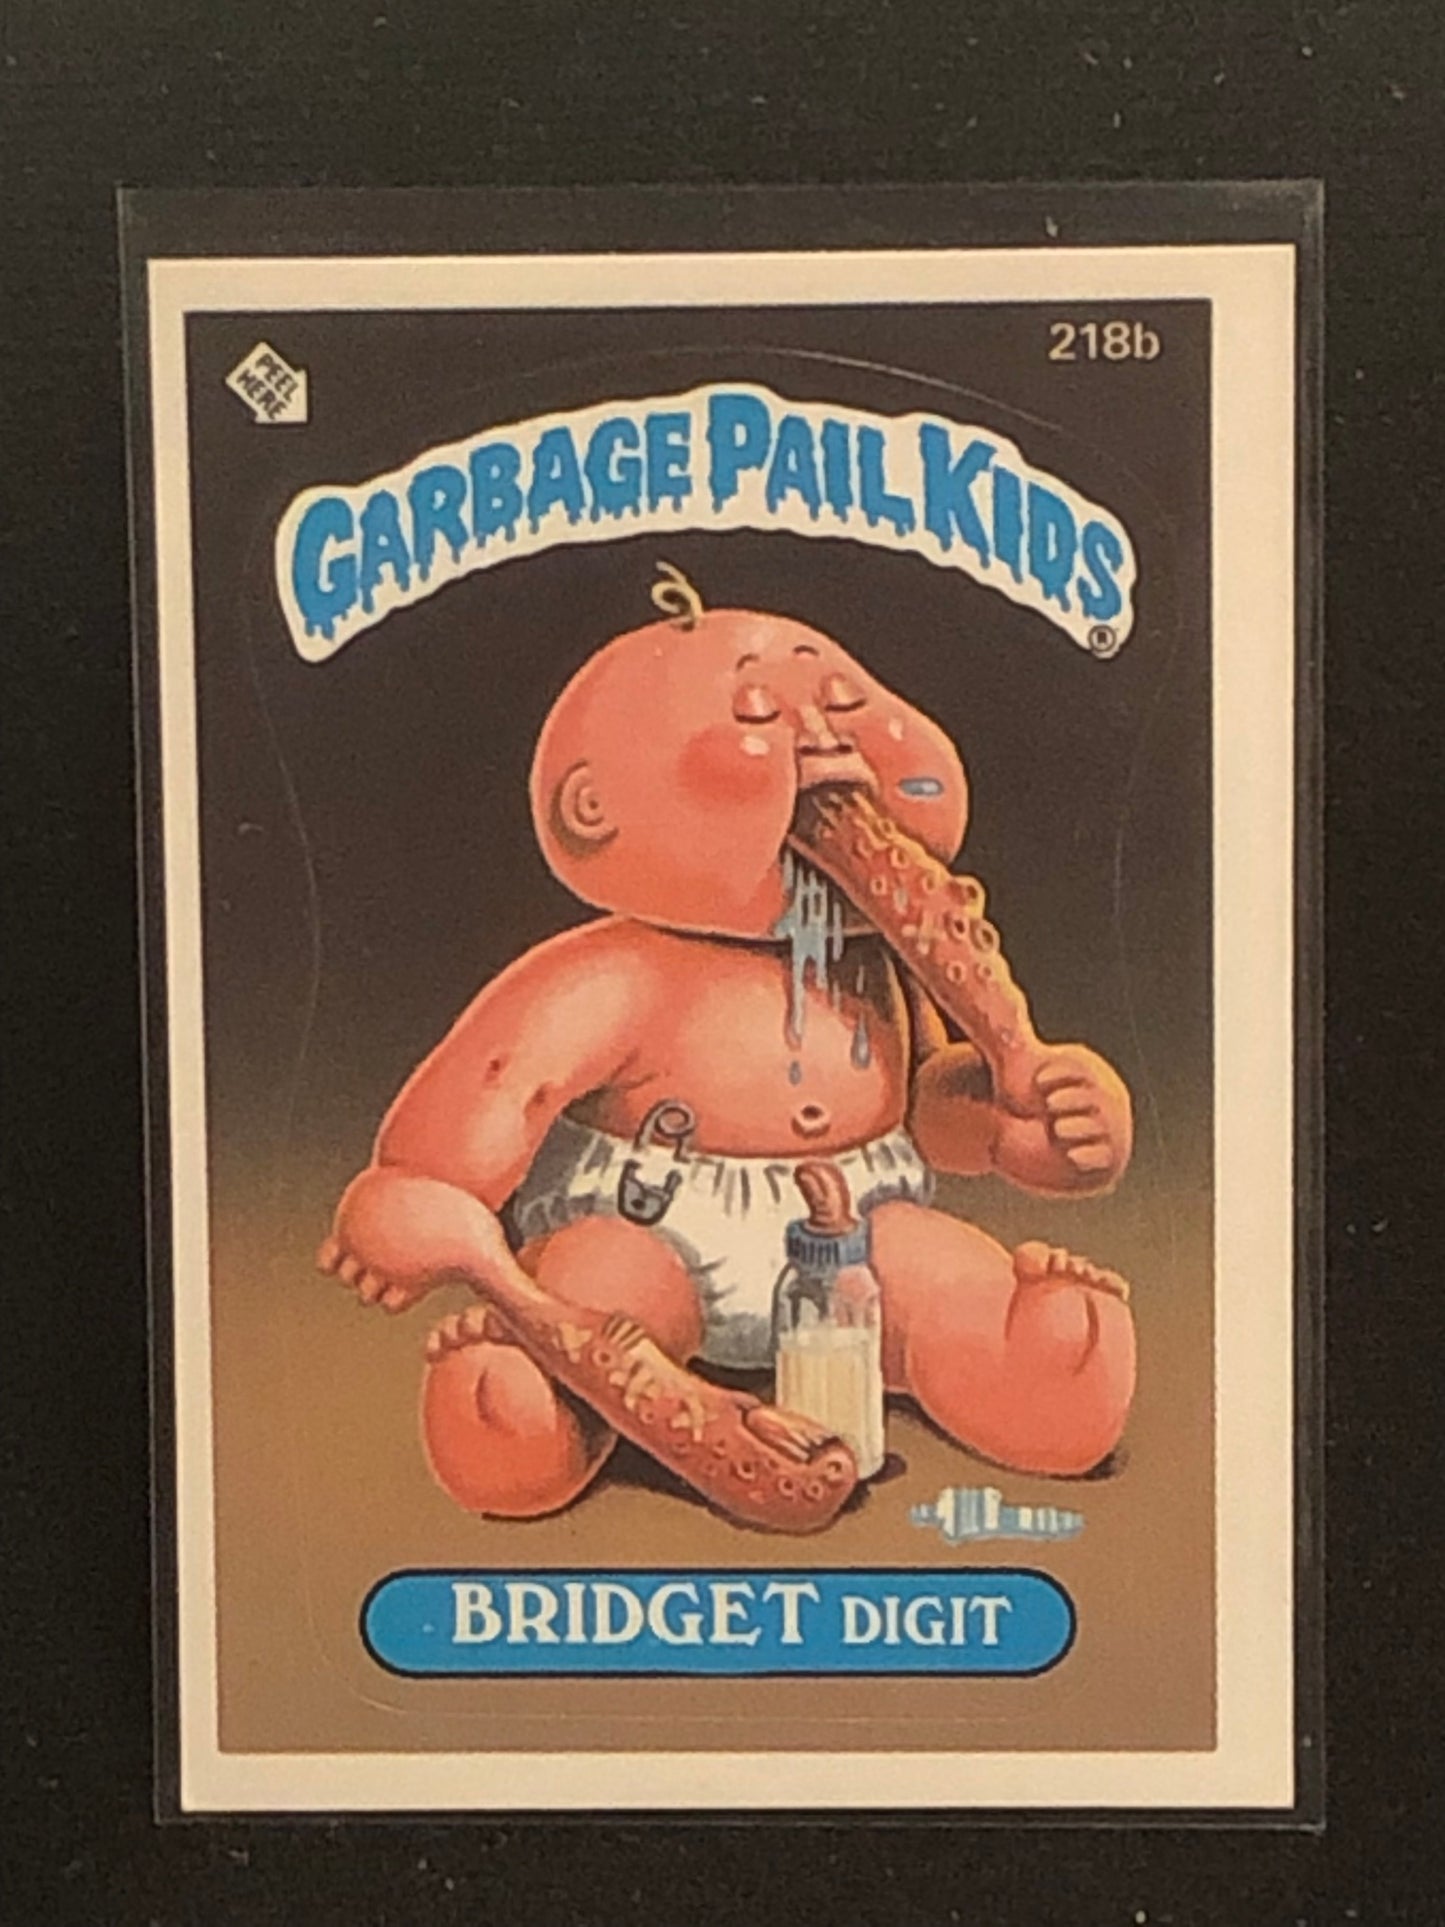 218b
PEEL
HERE
GARBAGE PAIL KIDS
®
BRIDGET DIGIT